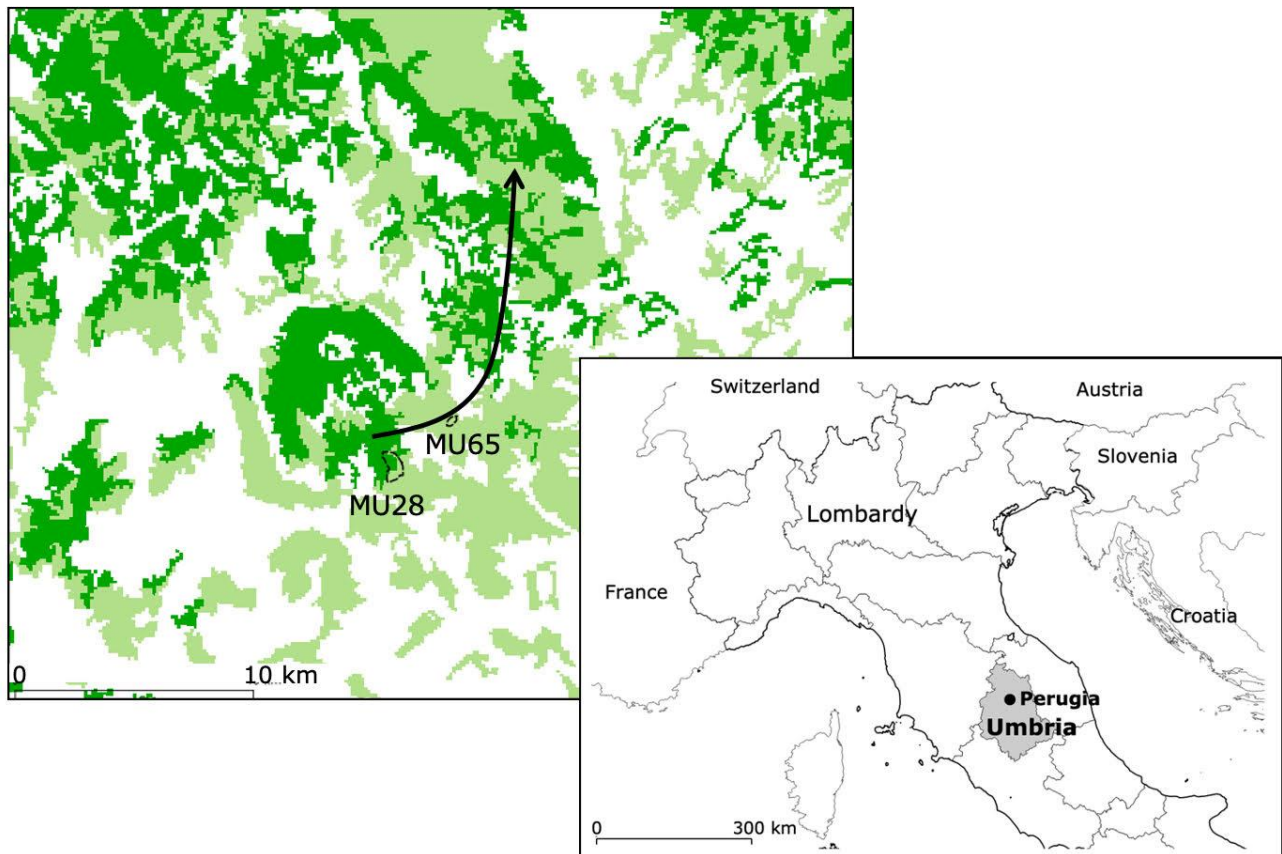 MU65
MU28
0 10 km
Switzerland
Austria
Slovenia
Lombardy
France
Croatia
Perugia
Umbria
0 300 km